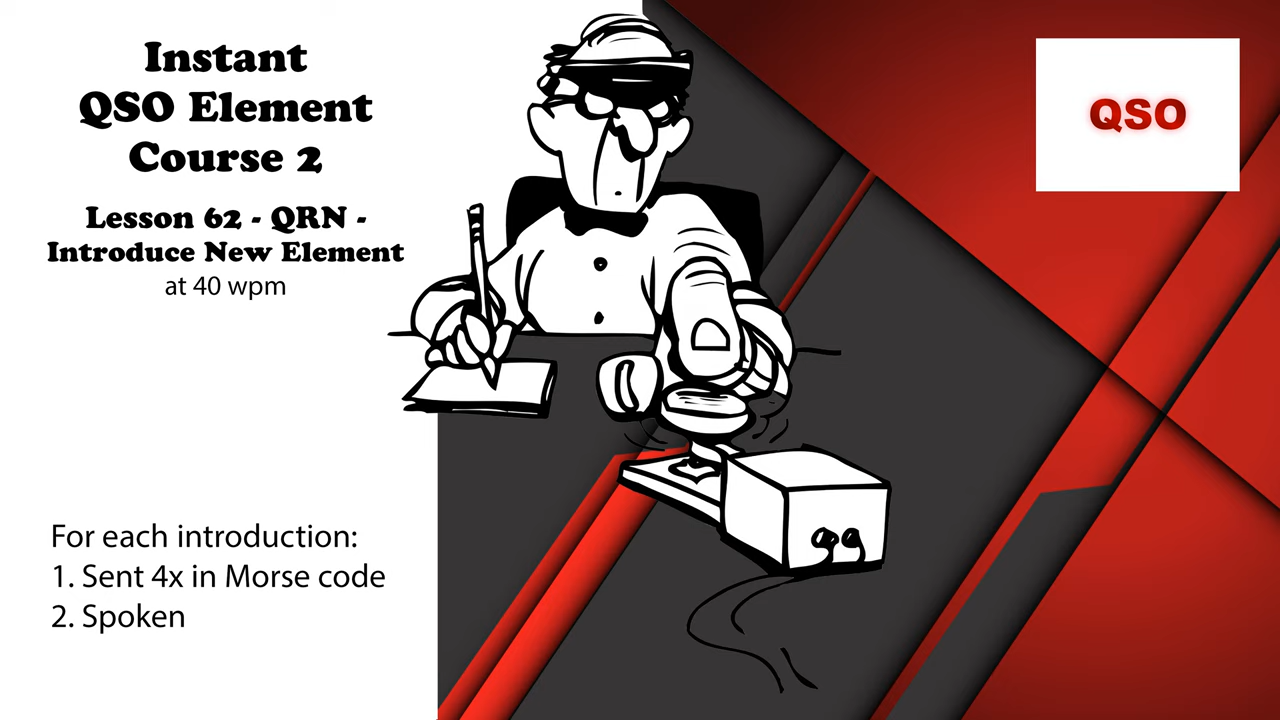 Instant
QSO Element
Course 2
Lesson 62 - QRN -
Introduce New Element
at 40 wpm
QSO
For each introduction:
1. Sent 4x in Morse code
2. Spoken